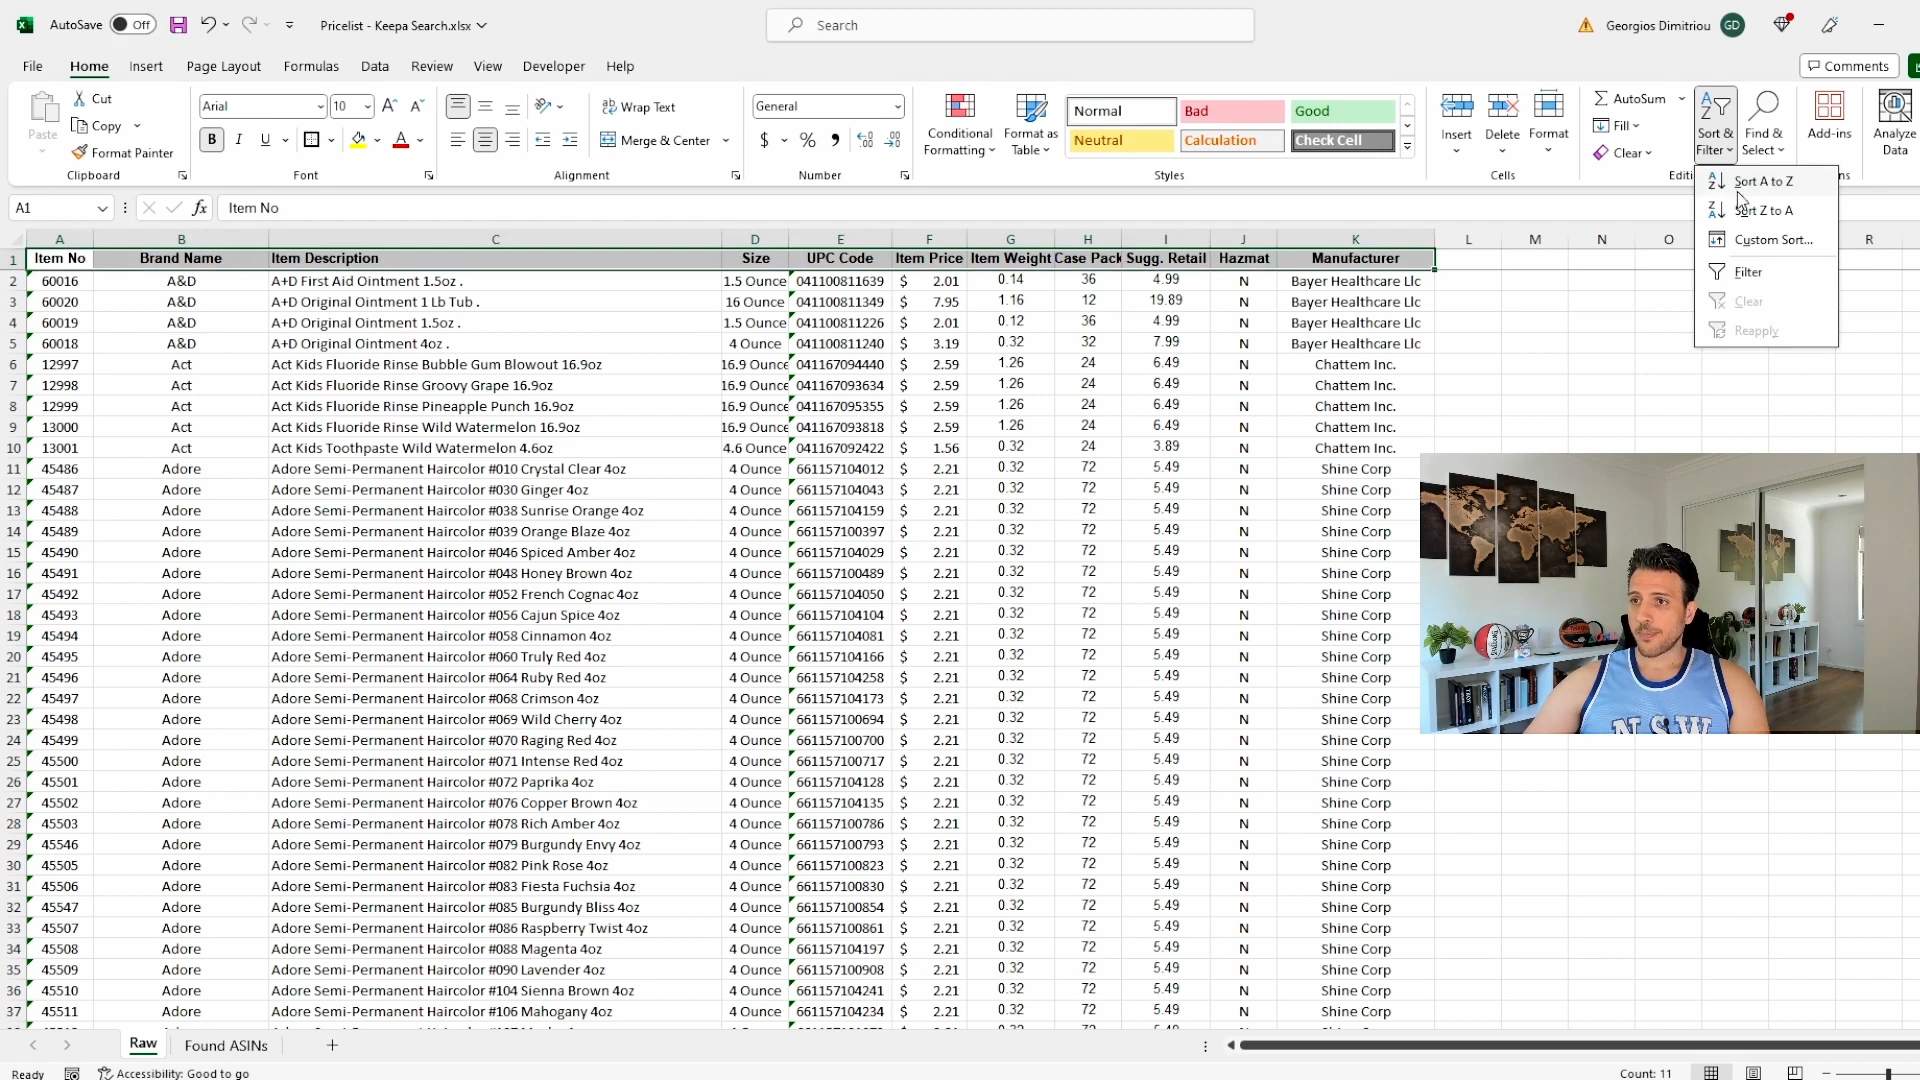 AutoSave Off Pricelist - Keepa Search.xlsx Search Georgios Dimitriou GD
File Home Insert Page Layout Formulas Data Review View Developer Help Comments
Paste Cut Copy Format Painter Clipboard
Arial 10 B I U A Font
Wrap Text Merge & Center Alignment
General $ % Number
Conditional Formatting Format as Table Normal Bad Good Neutral Calculation Check Cell Styles
Insert Delete Format Cells
AutoSum Fill Clear Sort & Filter Find & Select Add-ins Analyze Data
Sort A to Z
Sort Z to A
Custom Sort...
Filter
Clear
Reapply
A1 fx Item No
A B C D E F G H I J K L M N O R
1 Item No Brand Name Item Description Size UPC Code Item Price Item Weight Case Pack Sugg. Retail Hazmat Manufacturer
2 60016 A&D A+D First Aid Ointment 1.5oz . 1.5 Ounce 041100811639 $ 2.01 0.14 36 4.99 N Bayer Healthcare Llc
3 60020 A&D A+D Original Ointment 1 Lb Tub . 16 Ounce 041100811349 $ 7.95 1.16 12 19.89 N Bayer Healthcare Llc
4 60019 A&D A+D Original Ointment 1.5oz . 1.5 Ounce 041100811226 $ 2.01 0.12 36 4.99 N Bayer Healthcare Llc
5 60018 A&D A+D Original Ointment 4oz . 4 Ounce 041100811240 $ 3.19 0.32 32 7.99 N Bayer Healthcare Llc
6 12997 Act Act Kids Fluoride Rinse Bubble Gum Blowout 16.9oz 16.9 Ounce 041167094440 $ 2.59 1.26 24 6.49 N Chattem Inc.
7 12998 Act Act Kids Fluoride Rinse Groovy Grape 16.9oz 16.9 Ounce 041167093634 $ 2.59 1.26 24 6.49 N Chattem Inc.
8 12999 Act Act Kids Fluoride Rinse Pineapple Punch 16.9oz 16.9 Ounce 041167095355 $ 2.59 1.26 24 6.49 N Chattem Inc.
9 13000 Act Act Kids Fluoride Rinse Wild Watermelon 16.9oz 16.9 Ounce 041167093818 $ 2.59 1.26 24 6.49 N Chattem Inc.
10 13001 Act Act Kids Toothpaste Wild Watermelon 4.6oz 4.6 Ounce 041167092422 $ 1.56 0.32 24 3.89 N Chattem Inc.
11 45486 Adore Adore Semi-Permanent Haircolor #010 Crystal Clear 4oz 4 Ounce 661157104012 $ 2.21 0.32 72 5.49 N Shine Corp
12 45487 Adore Adore Semi-Permanent Haircolor #030 Ginger 4oz 4 Ounce 661157104043 $ 2.21 0.32 72 5.49 N Shine Corp
13 45488 Adore Adore Semi-Permanent Haircolor #038 Sunrise Orange 4oz 4 Ounce 661157104159 $ 2.21 0.32 72 5.49 N Shine Corp
14 45489 Adore Adore Semi-Permanent Haircolor #039 Orange Blaze 4oz 4 Ounce 661157100397 $ 2.21 0.32 72 5.49 N Shine Corp
15 45490 Adore Adore Semi-Permanent Haircolor #046 Spiced Amber 4oz 4 Ounce 661157104029 $ 2.21 0.32 72 5.49 N Shine Corp
16 45491 Adore Adore Semi-Permanent Haircolor #048 Honey Brown 4oz 4 Ounce 661157100489 $ 2.21 0.32 72 5.49 N Shine Corp
17 45492 Adore Adore Semi-Permanent Haircolor #052 French Cognac 4oz 4 Ounce 661157104050 $ 2.21 0.32 72 5.49 N Shine Corp
18 45493 Adore Adore Semi-Permanent Haircolor #056 Cajun Spice 4oz 4 Ounce 661157104104 $ 2.21 0.32 72 5.49 N Shine Corp
19 45494 Adore Adore Semi-Permanent Haircolor #058 Cinnamon 4oz 4 Ounce 661157104081 $ 2.21 0.32 72 5.49 N Shine Corp
20 45495 Adore Adore Semi-Permanent Haircolor #060 Truly Red 4oz 4 Ounce 661157104166 $ 2.21 0.32 72 5.49 N Shine Corp
21 45496 Adore Adore Semi-Permanent Haircolor #064 Ruby Red 4oz 4 Ounce 661157104258 $ 2.21 0.32 72 5.49 N Shine Corp
22 45497 Adore Adore Semi-Permanent Haircolor #068 Crimson 4oz 4 Ounce 661157104173 $ 2.21 0.32 72 5.49 N Shine Corp
23 45498 Adore Adore Semi-Permanent Haircolor #069 Wild Cherry 4oz 4 Ounce 661157100694 $ 2.21 0.32 72 5.49 N Shine Corp
24 45499 Adore Adore Semi-Permanent Haircolor #070 Raging Red 4oz 4 Ounce 661157100700 $ 2.21 0.32 72 5.49 N Shine Corp
25 45500 Adore Adore Semi-Permanent Haircolor #071 Intense Red 4oz 4 Ounce 661157100717 $ 2.21 0.32 72 5.49 N Shine Corp
26 45501 Adore Adore Semi-Permanent Haircolor #072 Paprika 4oz 4 Ounce 661157104128 $ 2.21 0.32 72 5.49 N Shine Corp
27 45502 Adore Adore Semi-Permanent Haircolor #076 Copper Brown 4oz 4 Ounce 661157104135 $ 2.21 0.32 72 5.49 N Shine Corp
28 45503 Adore Adore Semi-Permanent Haircolor #078 Rich Amber 4oz 4 Ounce 661157100786 $ 2.21 0.32 72 5.49 N Shine Corp
29 45546 Adore Adore Semi-Permanent Haircolor #079 Burgundy Envy 4oz 4 Ounce 661157100793 $ 2.21 0.32 72 5.49 N Shine Corp
30 45505 Adore Adore Semi-Permanent Haircolor #082 Pink Rose 4oz 4 Ounce 661157100823 $ 2.21 0.32 72 5.49 N Shine Corp
31 45506 Adore Adore Semi-Permanent Haircolor #083 Fiesta Fuchsia 4oz 4 Ounce 661157100830 $ 2.21 0.32 72 5.49 N Shine Corp
32 45547 Adore Adore Semi-Permanent Haircolor #085 Burgundy Bliss 4oz 4 Ounce 661157100854 $ 2.21 0.32 72 5.49 N Shine Corp
33 45507 Adore Adore Semi-Permanent Haircolor #086 Raspberry Twist 4oz 4 Ounce 661157100861 $ 2.21 0.32 72 5.49 N Shine Corp
34 45508 Adore Adore Semi-Permanent Haircolor #088 Magenta 4oz 4 Ounce 661157104197 $ 2.21 0.32 72 5.49 N Shine Corp
35 45509 Adore Adore Semi-Permanent Haircolor #090 Lavender 4oz 4 Ounce 661157100908 $ 2.21 0.32 72 5.49 N Shine Corp
36 45510 Adore Adore Semi-Permanent Haircolor #104 Sienna Brown 4oz 4 Ounce 661157104241 $ 2.21 0.32 72 5.49 N Shine Corp
37 45511 Adore Adore Semi-Permanent Haircolor #106 Mahogany 4oz 4 Ounce 661157104234 $ 2.21 0.32 72 5.49 N Shine Corp
NSW
Raw Found ASINs
Ready Accessibility: Good to go Count: 11